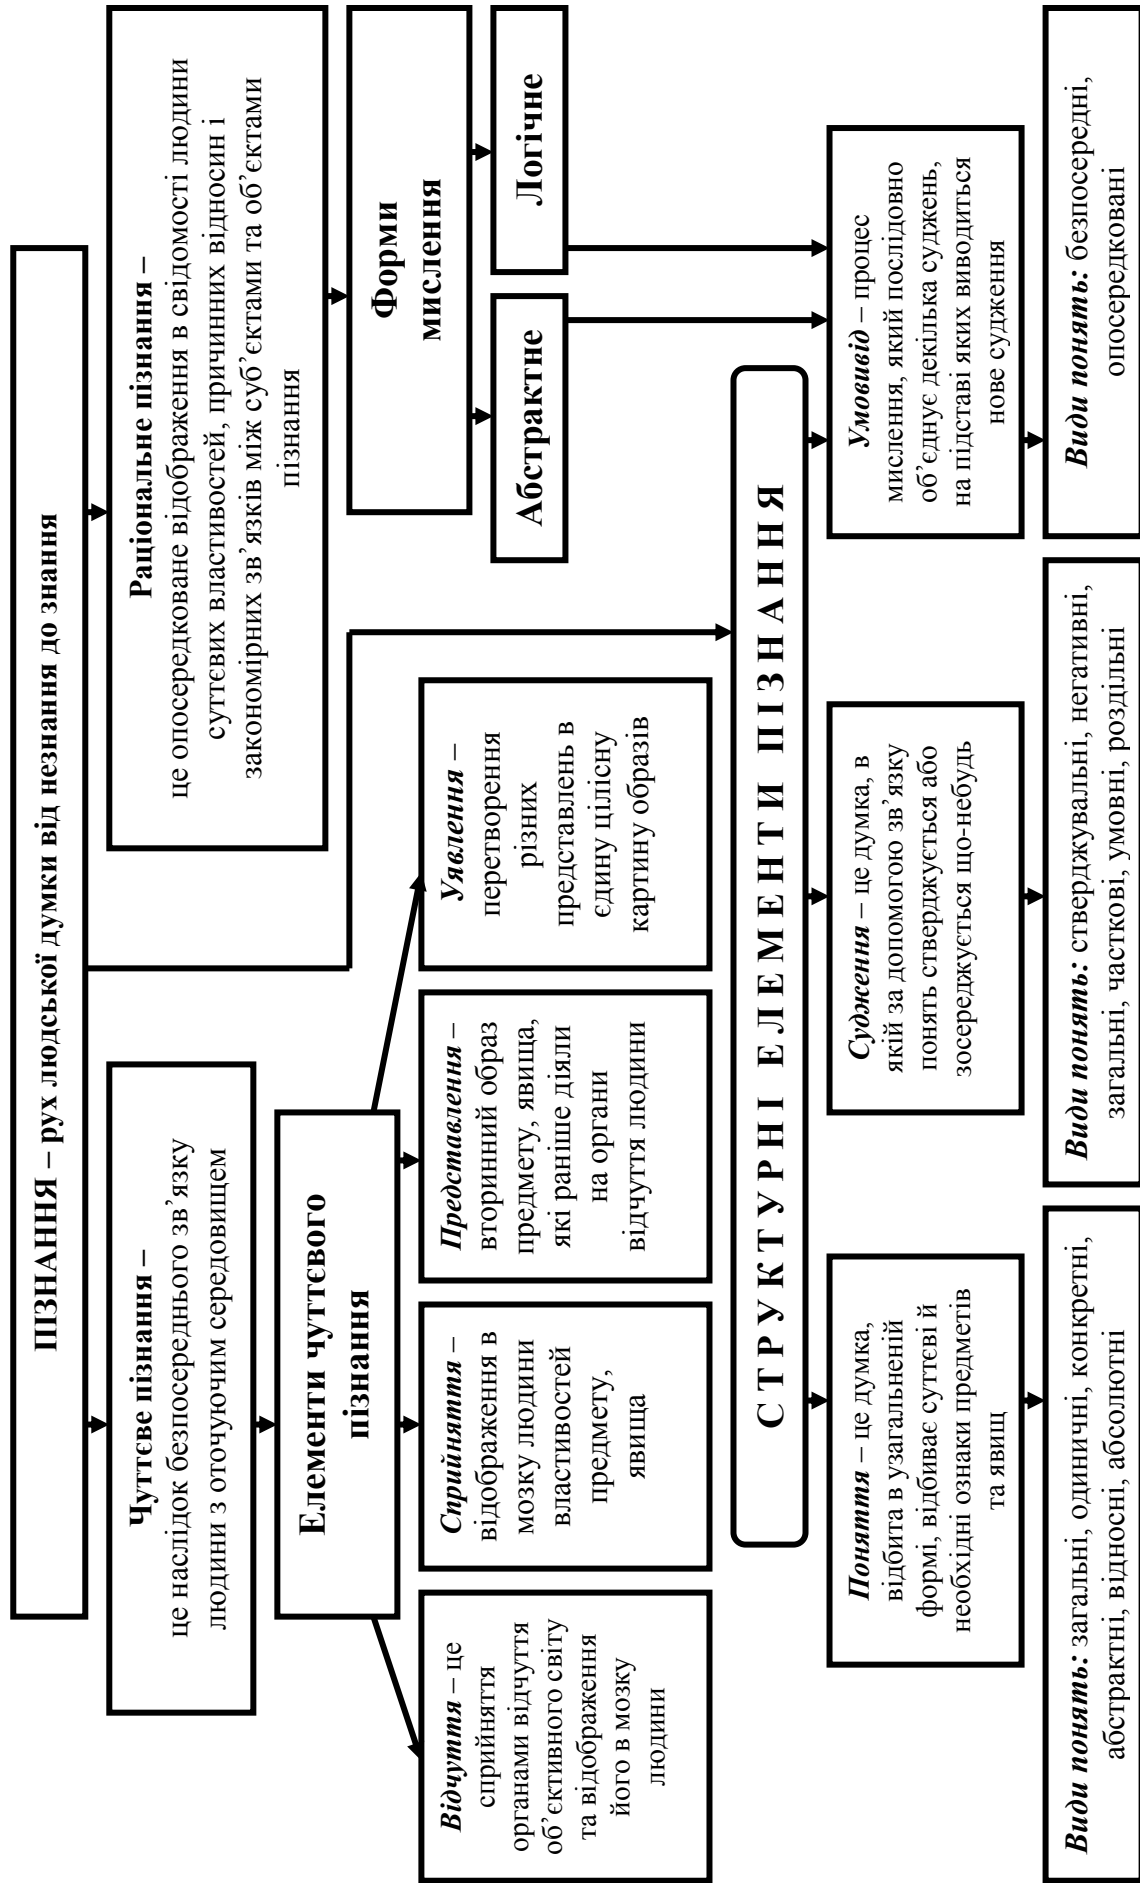 ПІЗНАННЯ – рух людської думки від незнання до знання
Чуттєве пізнання –
це наслідок безпосереднього зв’язку
людини з оточуючим середовищем
Раціональне пізнання –
це опосередковане відображення в свідомості людини
суттєвих властивостей, причинних відносин і
закономірних зв’язків між суб’єктами та об’єктами
пізнання
Елементи чуттєвого
пізнання
Форми
мислення
Відчуття – це
сприйняття
органами відчуття
об’єктивного світу
та відображення
його в мозку
людини
Сприйняття –
відображення в
мозку людини
властивостей
предмету,
явища
Представлення –
вторинний образ
предмету, явища,
які раніше діяли
на органи
відчуття людини
Уявлення –
перетворення
різних
представлень в
єдину цілісну
картину образів
Абстрактне
Логічне
СТРУКТУРНІ ЕЛЕМЕНТИ ПІЗНАННЯ
Поняття – це думка,
відбита в узагальненій
формі, відбиває суттєві й
необхідні ознаки предметів
та явищ
Судження – це думка, в
якій за допомогою зв’язку
понять стверджується або
зосереджується що-небудь
Умовивід – процес
мислення, який послідовно
об’єднує декілька суджень,
на підставі яких виводиться
нове судження
Види понять: загальні, одиничні, конкретні,
абстрактні, відносні, абсолютні
Види понять: стверджувальні, негативні,
загальні, часткові, умовні, роздільні
Види понять: безпосередні,
опосередковані